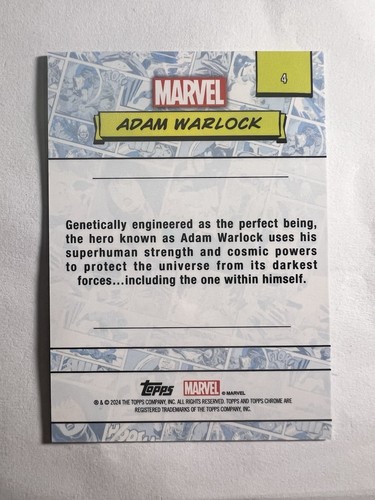 4
MARVEL
ADAM WARLOCK
Genetically engineered as the perfect being,
the hero known as Adam Warlock uses his
superhuman strength and cosmic powers
to protect the universe from its darkest
forces...including the one within himself.
Topps MARVEL © MARVEL
® & © 2024 THE TOPPS COMPANY, INC. ALL RIGHTS RESERVED. TOPPS AND TOPPS CHROME ARE
REGISTERED TRADEMARKS OF THE TOPPS COMPANY, INC.